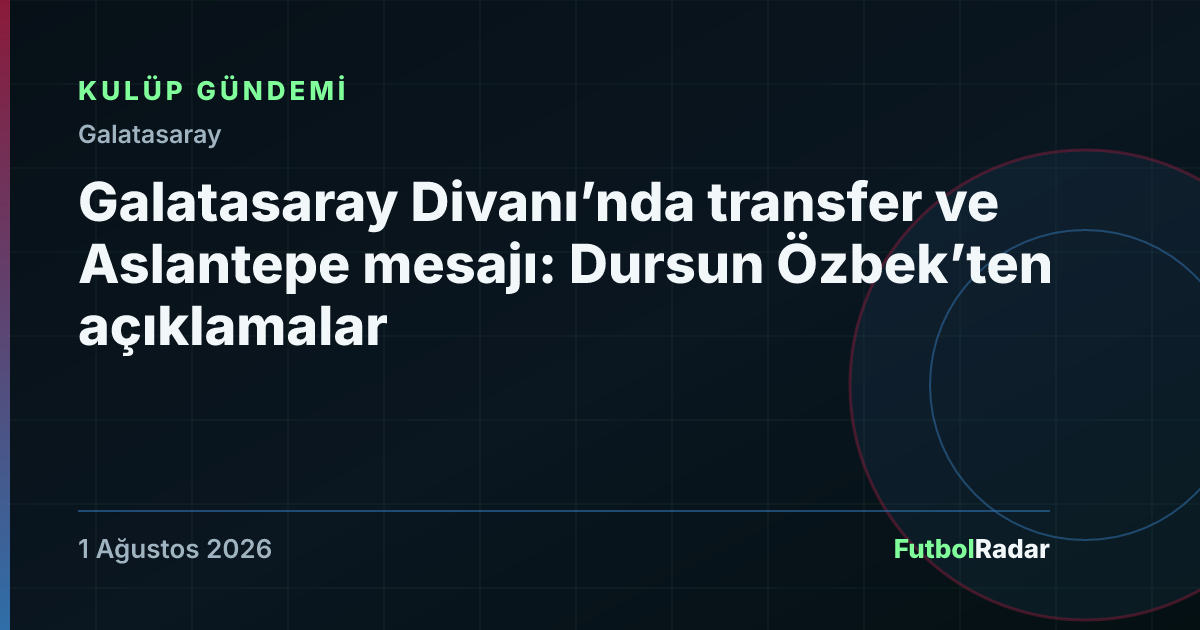 KULÜP GÜNDEMİ
Galatasaray
Galatasaray Divanı’nda transfer ve
Aslantepe mesajı: Dursun Özbek’ten
açıklamalar
1 Ağustos 2026
FutbolRadar